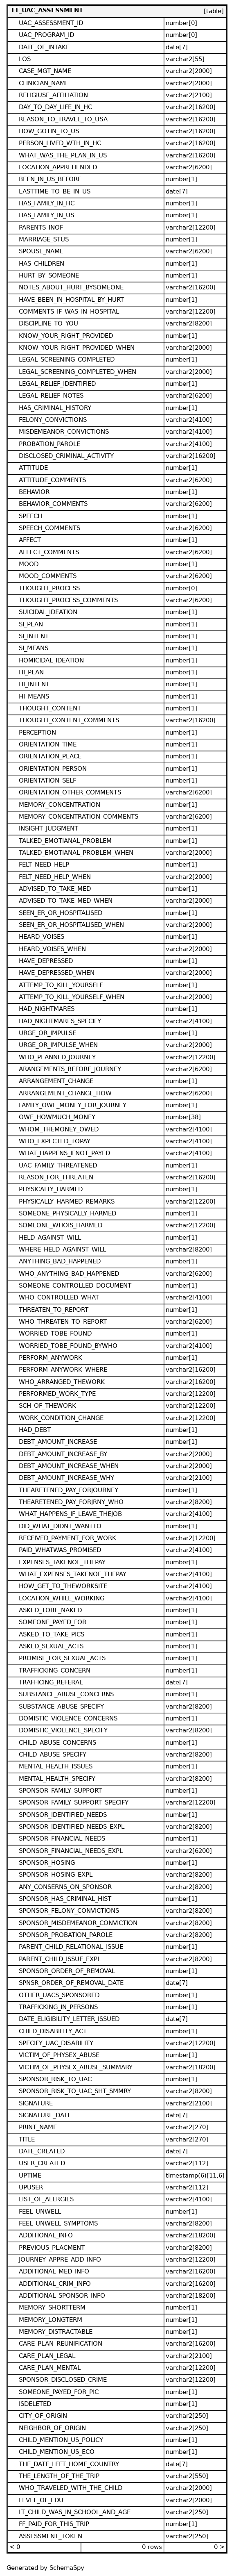 TT_UAC_ASSESSMENT [table]
UAC_ASSESSMENT_ID number[0]
UAC_PROGRAM_ID number[0]
DATE_OF_INTAKE date[7]
LOS varchar2[55]
CASE_MGT_NAME varchar2[2000]
CLINICIAN_NAME varchar2[2000]
RELIGIUSE_AFFILIATION varchar2[2100]
DAY_TO_DAY_LIFE_IN_HC varchar2[16200]
REASON_TO_TRAVEL_TO_USA varchar2[16200]
HOW_GOTIN_TO_US varchar2[16200]
PERSON_LIVED_WTH_IN_HC varchar2[16200]
WHAT_WAS_THE_PLAN_IN_US varchar2[16200]
LOCATION_APPREHENDED varchar2[6200]
BEEN_IN_US_BEFORE number[1]
LASTTIME_TO_BE_IN_US date[7]
HAS_FAMILY_IN_HC number[1]
HAS_FAMILY_IN_US number[1]
PARENTS_INOF varchar2[12200]
MARRIAGE_STUS number[1]
SPOUSE_NAME varchar2[6200]
HAS_CHILDREN number[1]
HURT_BY_SOMEONE number[1]
NOTES_ABOUT_HURT_BYSOMEONE varchar2[16200]
HAVE_BEEN_IN_HOSPITAL_BY_HURT number[1]
COMMENTS_IF_WAS_IN_HOSPITAL varchar2[12200]
DISCIPLINE_TO_YOU varchar2[8200]
KNOW_YOUR_RIGHT_PROVIDED number[1]
KNOW_YOUR_RIGHT_PROVIDED_WHEN varchar2[2000]
LEGAL_SCREENING_COMPLETED number[1]
LEGAL_SCREENING_COMPLETED_WHEN varchar2[2000]
LEGAL_RELIEF_IDENTIFIED number[1]
LEGAL_RELIEF_NOTES varchar2[6200]
HAS_CRIMINAL_HISTORY number[1]
FELONY_CONVICTIONS varchar2[4100]
MISDEMEANOR_CONVICTIONS varchar2[4100]
PROBATION_PAROLE varchar2[4100]
DISCLOSED_CRIMINAL_ACTIVITY varchar2[16200]
ATTITUDE number[1]
ATTITUDE_COMMENTS varchar2[6200]
BEHAVIOR number[1]
BEHAVIOR_COMMENTS varchar2[6200]
SPEECH number[1]
SPEECH_COMMENTS varchar2[6200]
AFFECT number[1]
AFFECT_COMMENTS varchar2[6200]
MOOD number[1]
MOOD_COMMENTS varchar2[6200]
THOUGHT_PROCESS number[0]
THOUGHT_PROCESS_COMMENTS varchar2[6200]
SUICIDAL_IDEATION number[1]
SI_PLAN number[1]
SI_INTENT number[1]
SI_MEANS number[1]
HOMICIDAL_IDEATION number[1]
HI_PLAN number[1]
HI_INTENT number[1]
HI_MEANS number[1]
THOUGHT_CONTENT number[1]
THOUGHT_CONTENT_COMMENTS varchar2[16200]
PERCEPTION number[1]
ORIENTATION_TIME number[1]
ORIENTATION_PLACE number[1]
ORIENTATION_PERSON number[1]
ORIENTATION_SELF number[1]
ORIENTATION_OTHER_COMMENTS varchar2[6200]
MEMORY_CONCENTRATION number[1]
MEMORY_CONCENTRATION_COMMENTS varchar2[6200]
INSIGHT_JUDGMENT number[1]
TALKED_EMOTIANAL_PROBLEM number[1]
TALKED_EMOTIANAL_PROBLEM_WHEN varchar2[2000]
FELT_NEED_HELP number[1]
FELT_NEED_HELP_WHEN varchar2[2000]
ADVISED_TO_TAKE_MED number[1]
ADVISED_TO_TAKE_MED_WHEN varchar2[2000]
SEEN_ER_OR_HOSPITALISED number[1]
SEEN_ER_OR_HOSPITALISED_WHEN varchar2[2000]
HEARD_VOISES number[1]
HEARD_VOISES_WHEN varchar2[2000]
HAVE_DEPRESSED number[1]
HAVE_DEPRESSED_WHEN varchar2[2000]
ATTEMP_TO_KILL_YOURSELF number[1]
ATTEMP_TO_KILL_YOURSELF_WHEN varchar2[2000]
HAD_NIGHTMARES number[1]
HAD_NIGHTMARES_SPECIFY varchar2[4100]
URGE_OR_IMPULSE number[1]
URGE_OR_IMPULSE_WHEN varchar2[2000]
WHO_PLANNED_JOURNEY varchar2[12200]
ARANGEMENTS_BEFORE_JOURNEY varchar2[6200]
ARRANGEMENT_CHANGE number[1]
ARRANGEMENT_CHANGE_HOW varchar2[6200]
FAMILY_OWE_MONEY_FOR_JOURNEY number[1]
OWE_HOWMUCH_MONEY number[38]
WHOM_THEMONEY_OWED varchar2[4100]
WHO_EXPECTED_TOPAY varchar2[4100]
WHAT_HAPPENS_IFNOT_PAYED varchar2[4100]
UAC_FAMILY_THREATENED number[1]
REASON_FOR_THREATEN varchar2[16200]
PHYSICALLY_HARMED number[1]
PHYSICALLY_HARMED_REMARKS varchar2[12200]
SOMEONE_PHYSICALLY_HARMED number[1]
SOMEONE_WHOIS_HARMED varchar2[12200]
HELD_AGAINST_WILL number[1]
WHERE_HELD_AGAINST_WILL varchar2[8200]
ANYTHING_BAD_HAPPENED number[1]
WHO_ANYTHING_BAD_HAPPENED varchar2[6200]
SOMEONE_CONTROLLED_DOCUMENT number[1]
WHO_CONTROLLED_WHAT varchar2[4100]
THREATEN_TO_REPORT number[1]
WHO_THREATEN_TO_REPORT varchar2[6200]
WORRIED_TOBE_FOUND number[1]
WORRIED_TOBE_FOUND_BYWHO varchar2[4100]
PERFORM_ANYWORK number[1]
PERFORM_ANYWORK_WHERE varchar2[16200]
WHO_ARRANGED_THEWORK varchar2[16200]
PERFORMED_WORK_TYPE varchar2[12200]
SCH_OF_THEWORK varchar2[12200]
WORK_CONDITION_CHANGE varchar2[12200]
HAD_DEBT number[1]
DEBT_AMOUNT_INCREASE number[1]
DEBT_AMOUNT_INCREASE_BY varchar2[2000]
DEBT_AMOUNT_INCREASE_WHEN varchar2[2000]
DEBT_AMOUNT_INCREASE_WHY varchar2[2100]
THEARETENED_PAY_FORJOURNEY number[1]
THEARETENED_PAY_FORJRNY_WHO varchar2[8200]
WHAT_HAPPENS_IF_LEAVE_THEJOB varchar2[4100]
DID_WHAT_DIDNT_WANTTO number[1]
RECEIVED_PAYMENT_FOR_WORK varchar2[12200]
PAID_WHATWAS_PROMISED varchar2[4100]
EXPENSES_TAKENOF_THEPAY number[1]
WHAT_EXPENSES_TAKENOF_THEPAY varchar2[4100]
HOW_GET_TO_THEWORKSITE varchar2[4100]
LOCATION_WHILE_WORKING varchar2[4100]
ASKED_TOBE_NAKED number[1]
SOMEONE_PAYED_FOR number[1]
ASKED_TO_TAKE_PICS number[1]
ASKED_SEXUAL_ACTS number[1]
PROMISE_FOR_SEXUAL_ACTS number[1]
TRAFFICKING_CONCERN number[1]
TRAFFICING_REFERAL date[7]
SUBSTANCE_ABUSE_CONCERNS number[1]
SUBSTANCE_ABUSE_SPECIFY varchar2[8200]
DOMISTIC_VIOLENCE_CONCERNS number[1]
DOMISTIC_VIOLENCE_SPECIFY varchar2[8200]
CHILD_ABUSE_CONCERNS number[1]
CHILD_ABUSE_SPECIFY varchar2[8200]
MENTAL_HEALTH_ISSUES number[1]
MENTAL_HEALTH_SPECIFY varchar2[8200]
SPONSOR_FAMILY_SUPPORT number[1]
SPONSOR_FAMILY_SUPPORT_SPECIFY varchar2[12200]
SPONSOR_IDENTIFIED_NEEDS number[1]
SPONSOR_IDENTIFIED_NEEDS_EXPL varchar2[8200]
SPONSOR_FINANCIAL_NEEDS number[1]
SPONSOR_FINANCIAL_NEEDS_EXPL varchar2[6200]
SPONSOR_HOSING number[1]
SPONSOR_HOSING_EXPL varchar2[8200]
ANY_CONSERNS_ON_SPONSOR varchar2[8200]
SPONSOR_HAS_CRIMINAL_HIST number[1]
SPONSOR_FELONY_CONVICTIONS varchar2[8200]
SPONSOR_MISDEMEANOR_CONVICTION varchar2[8200]
SPONSOR_PROBATION_PAROLE varchar2[8200]
PARENT_CHILD_RELATIONAL_ISSUE number[1]
PARENT_CHILD_ISSUE_EXPL varchar2[8200]
SPONSOR_ORDER_OF_REMOVAL number[1]
SPNSR_ORDER_OF_REMOVAL_DATE date[7]
OTHER_UACS_SPONSORED number[1]
TRAFFICKING_IN_PERSONS number[1]
DATE_ELIGIBILITY_LETTER_ISSUED date[7]
CHILD_DISABILITY_ACT number[1]
SPECIFY_UAC_DISABILITY varchar2[12200]
VICTIM_OF_PHYSEX_ABUSE number[1]
VICTIM_OF_PHYSEX_ABUSE_SUMMARY varchar2[18200]
SPONSOR_RISK_TO_UAC number[1]
SPONSOR_RISK_TO_UAC_SHT_SMMRY varchar2[8200]
SIGNATURE varchar2[2100]
SIGNATURE_DATE date[7]
PRINT_NAME varchar2[270]
TITLE varchar2[270]
DATE_CREATED date[7]
USER_CREATED varchar2[112]
UPTIME timestamp(6)[11,6]
UPUSER varchar2[112]
LIST_OF_ALERGIES varchar2[4100]
FEEL_UNWELL number[1]
FEEL_UNWELL_SYMPTOMS varchar2[8200]
ADDITIONAL_INFO varchar2[18200]
PREVIOUS_PLACMENT varchar2[8200]
JOURNEY_APPRE_ADD_INFO varchar2[12200]
ADDITIONAL_MED_INFO varchar2[16200]
ADDITIONAL_CRIM_INFO varchar2[16200]
ADDITIONAL_SPONSOR_INFO varchar2[18200]
MEMORY_SHORTTERM number[1]
MEMORY_LONGTERM number[1]
MEMORY_DISTRACTABLE number[1]
CARE_PLAN_REUNIFICATION varchar2[16200]
CARE_PLAN_LEGAL varchar2[2100]
CARE_PLAN_MENTAL varchar2[12200]
SPONSOR_DISCLOSED_CRIME varchar2[12200]
SOMEONE_PAYED_FOR_PIC number[1]
ISDELETED number[1]
CITY_OF_ORIGIN varchar2[250]
NEIGHBOR_OF_ORIGIN varchar2[250]
CHILD_MENTION_US_POLICY number[1]
CHILD_MENTION_US_ECO number[1]
THE_DATE_LEFT_HOME_COUNTRY date[7]
THE_LENGTH_OF_THE_TRIP varchar2[550]
WHO_TRAVELED_WITH_THE_CHILD varchar2[2000]
LEVEL_OF_EDU varchar2[2000]
LT_CHILD_WAS_IN_SCHOOL_AND_AGE varchar2[250]
FF_PAID_FOR_THIS_TRIP number[1]
ASSESSMENT_TOKEN varchar2[250]
< 0 0 rows 0 >
Generated by SchemaSpy